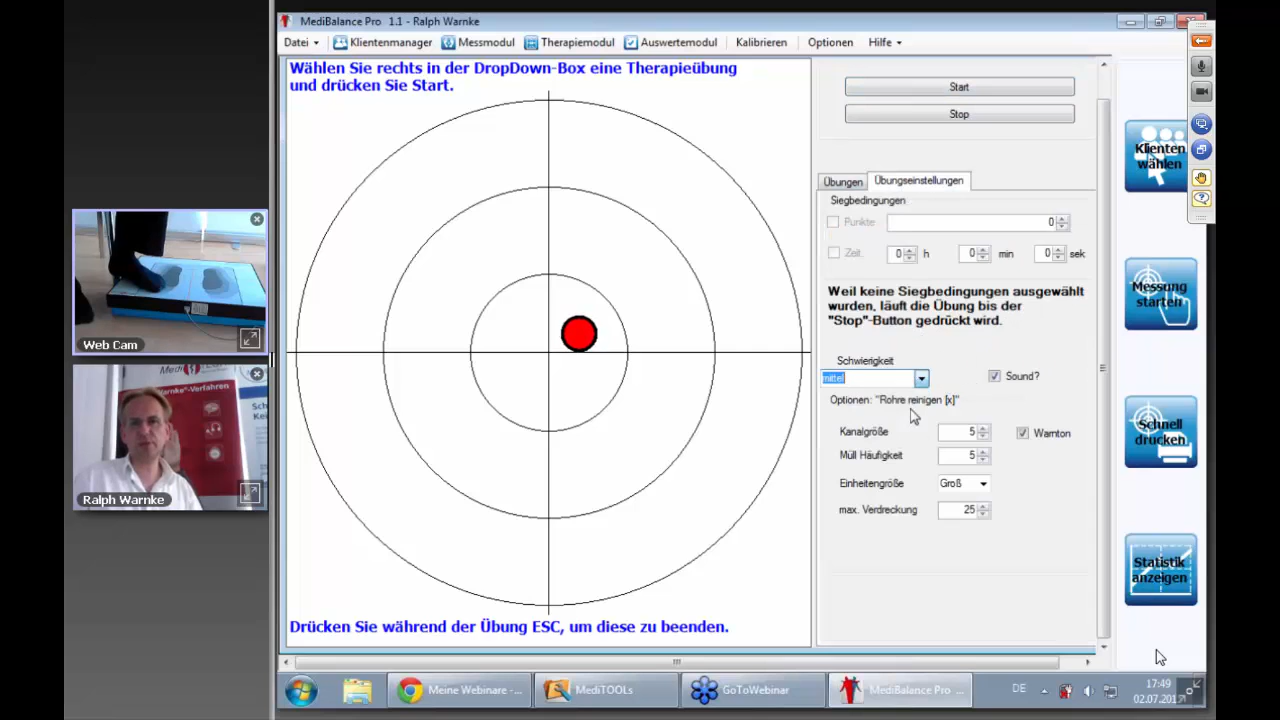 MediBalance Pro 1.1 - Ralph Warnke
Datei
Klientenmanager
Messmodul
Therapiemodul
Auswertemodul
Kalibrieren
Optionen
Hilfe
Wählen Sie rechts in der DropDown-Box eine Therapieübung
und drücken Sie Start.
Start
Stop
Übungen
Übungseinstellungen
Siegbedingungen
Punkte
0
Zeit
0 h
0 min
0 sek
Weil keine Siegbedingungen ausgewählt
wurden, läuft die Übung bis der
"Stop"-Button gedrückt wird.
Schwierigkeit
mittel
Sound?
Optionen: "Rohre reinigen [x]"
Kanalgröße
5
Warnton
Müll Häufigkeit
5
Einheitengröße
Groß
max. Verdreckung
25
Drücken Sie während der Übung ESC, um diese zu beenden.
Klienten
wählen
Messung
starten
Schnell
drucken
Statistik
anzeigen
Web Cam
Warnke"-Verfahren
Ralph Warnke
Meine Webinare - ...
MediTOOLs
GoToWebinar
MediBalance Pro ...
DE
17:49